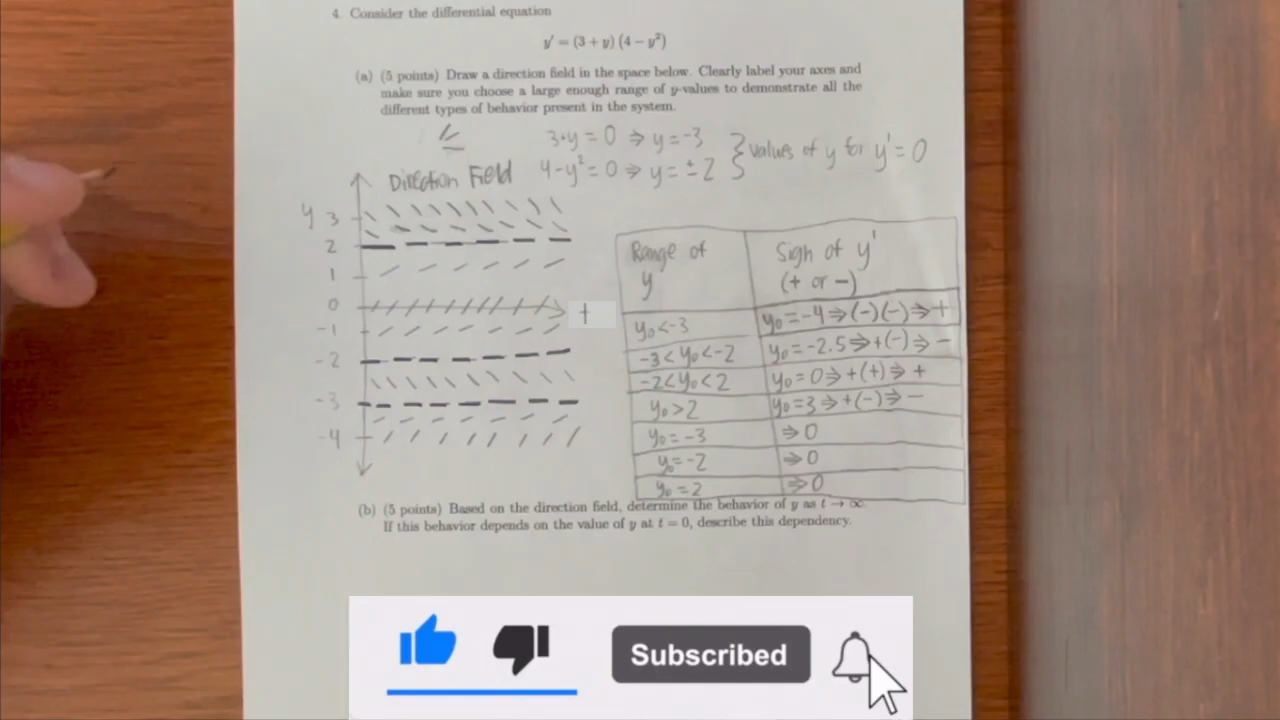 4. Consider the differential equation
y' = (3 + y) (4 − y²)
(a) (5 points) Draw a direction field in the space below. Clearly label your axes and
make sure you choose a large enough range of y-values to demonstrate all the
different types of behavior present in the system.
3+y = 0 ⇒ y = -3
4-y² = 0 ⇒ y = ±2
} values of y for y' = 0
Direction Field
y
3
2
1
0
-1
-2
-3
-4
+
Range of y
Sign of y' (+ or -)
y₀ < -3
y₀ = -4 ⇒ (-)(-) ⇒ +
-3 < y₀ < -2
y₀ = -2.5 ⇒ +(-) ⇒ -
-2 < y₀ < 2
y₀ = 0 ⇒ +(+) ⇒ +
y₀ > 2
y₀ = 3 ⇒ +(-) ⇒ -
y₀ = -3
⇒ 0
y₀ = -2
⇒ 0
y₀ = 2
⇒ 0
(b) (5 points) Based on the direction field, determine the behavior of y as t → ∞.
If this behavior depends on the value of y at t = 0, describe this dependency.
Subscribed